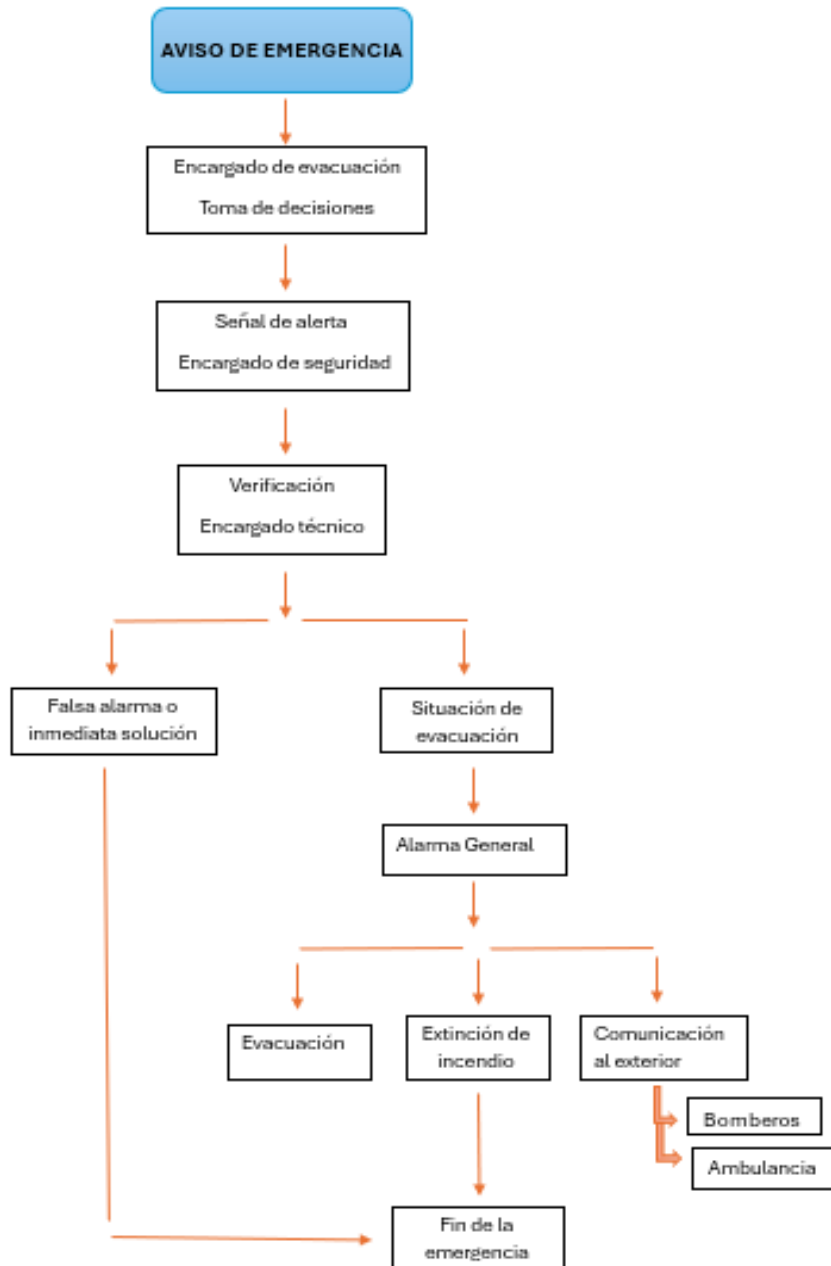 AVISO DE EMERGENCIA
Encargado de evacuación
Toma de decisiones
Señal de alerta
Encargado de seguridad
Verificación
Encargado técnico
Falsa alarma o
inmediata solución
Situación de
evacuación
Alarma General
Evacuación
Extinción de
incendio
Comunicación
al exterior
Bomberos
Ambulancia
Fin de la
emergencia